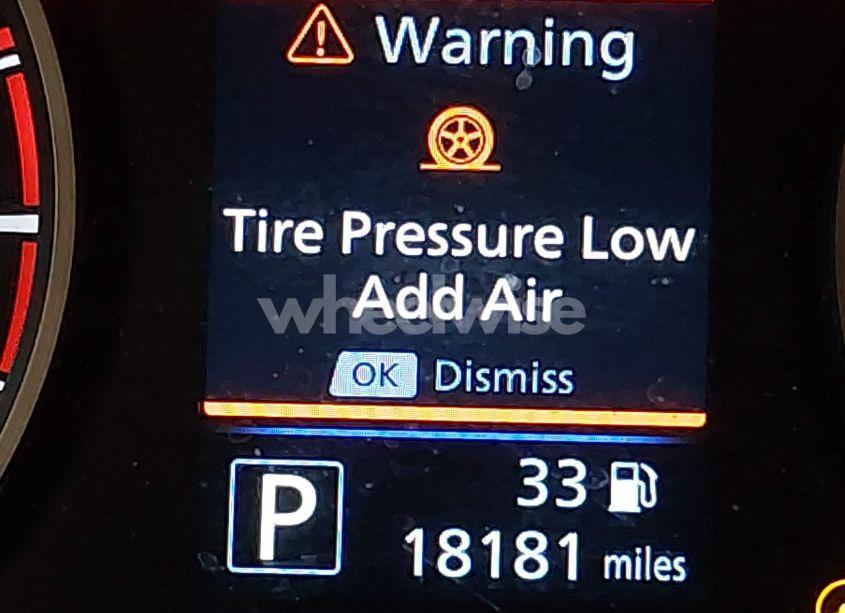 Warning
Tire Pressure Low
Add Air
wheelwise
OK Dismiss
P
33
18181 miles